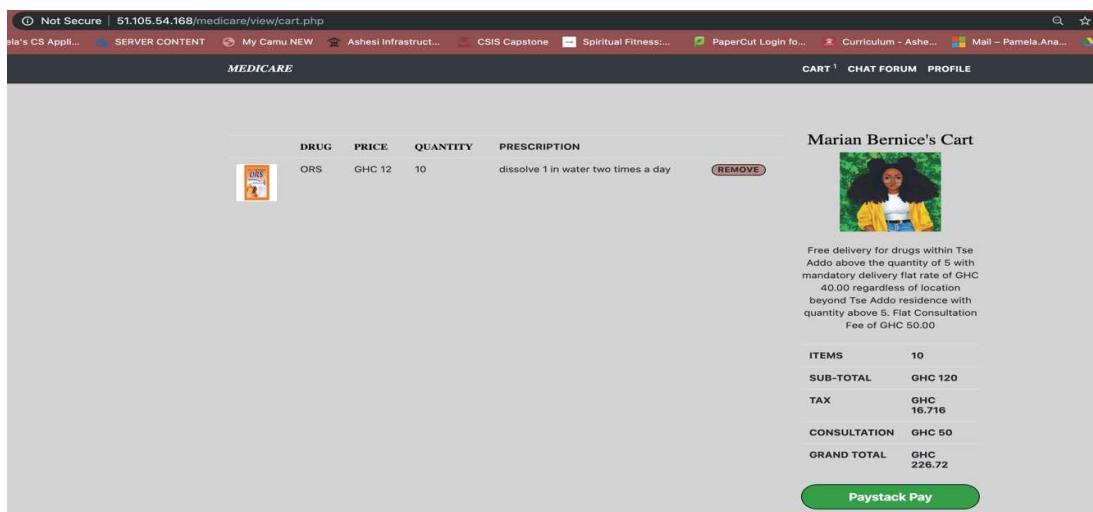 Not Secure | 51.105.54.168/medicare/view/cart.php
ela's CS Appli... SERVER CONTENT My Camu NEW Ashesi Infrastruct... CSIS Capstone Spiritual Fitness:... PaperCut Login fo... Curriculum - Ashe... Mail – Pamela.Ana...
MEDICARE CART 1 CHAT FORUM PROFILE
Marian Bernice's Cart
DRUG PRICE QUANTITY PRESCRIPTION
ORS
ORS GHC 12 10 dissolve 1 in water two times a day REMOVE
Free delivery for drugs within Tse
Addo above the quantity of 5 with
mandatory delivery flat rate of GHC
40.00 regardless of location
beyond Tse Addo residence with
quantity above 5. Flat Consultation
Fee of GHC 50.00
ITEMS 10
SUB-TOTAL GHC 120
TAX GHC
16.716
CONSULTATION GHC 50
GRAND TOTAL GHC
226.72
Paystack Pay